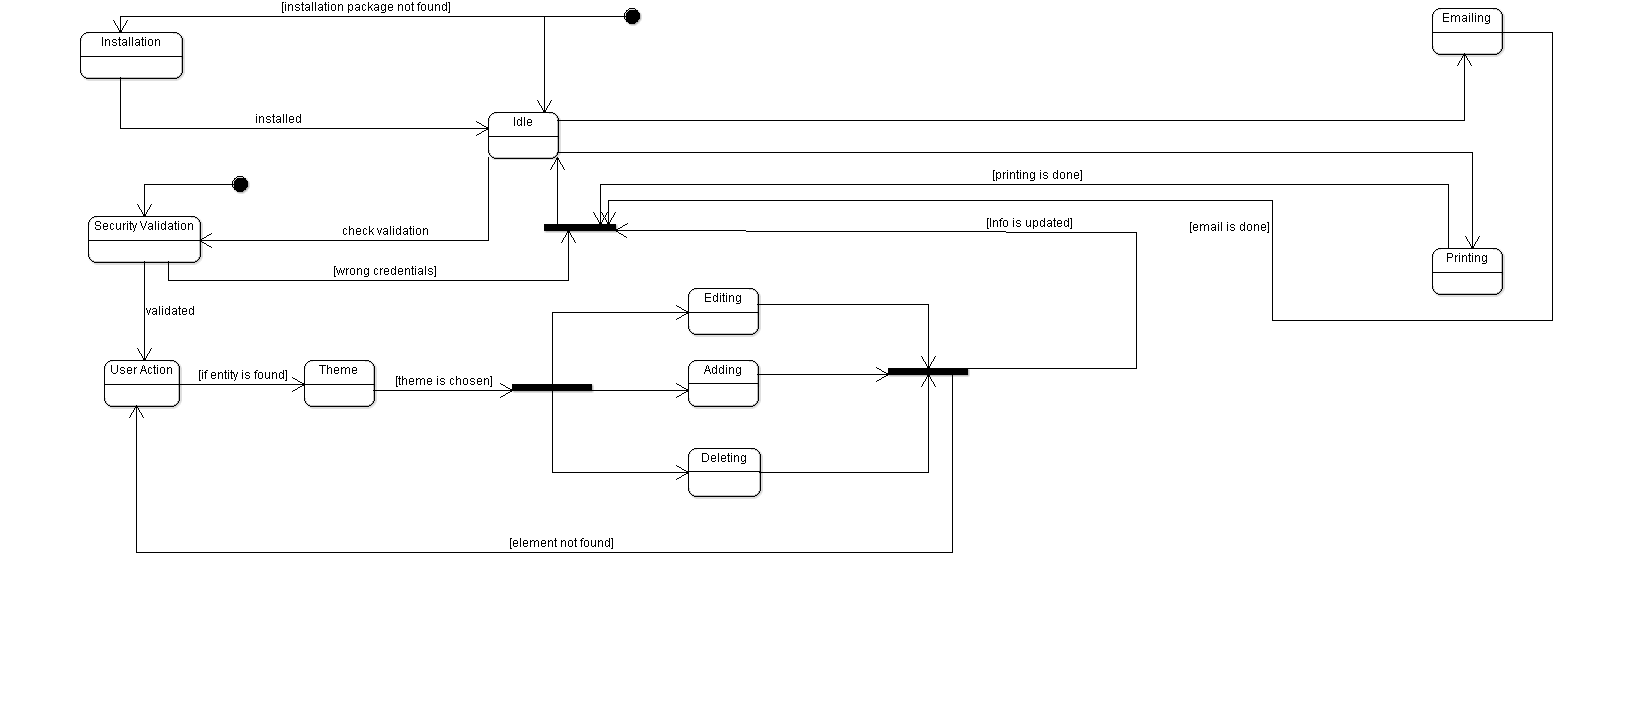 [installation package not found]
Emailing
Installation
installed
Idle
[printing is done]
Security Validation
check validation
[Info is updated]
[email is done]
[wrong credentials]
Printing
validated
Editing
User Action
[if entity is found]
Theme
[theme is chosen]
Adding
Deleting
[element not found]